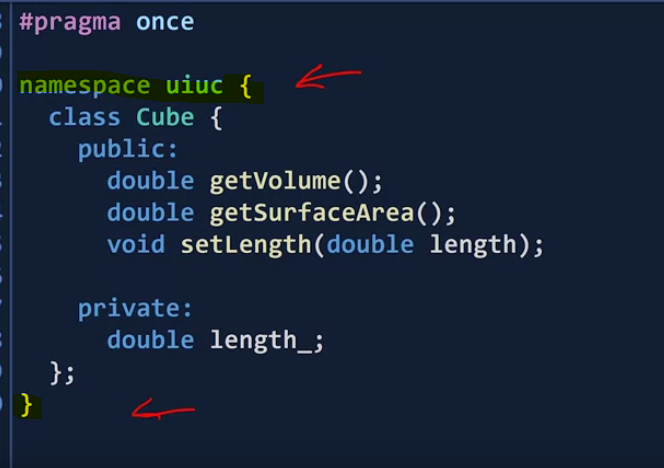 #pragma once
namespace uiuc {
class Cube {
public:
double getVolume();
double getSurfaceArea();
void setLength(double length);
private:
double length_;
};
}